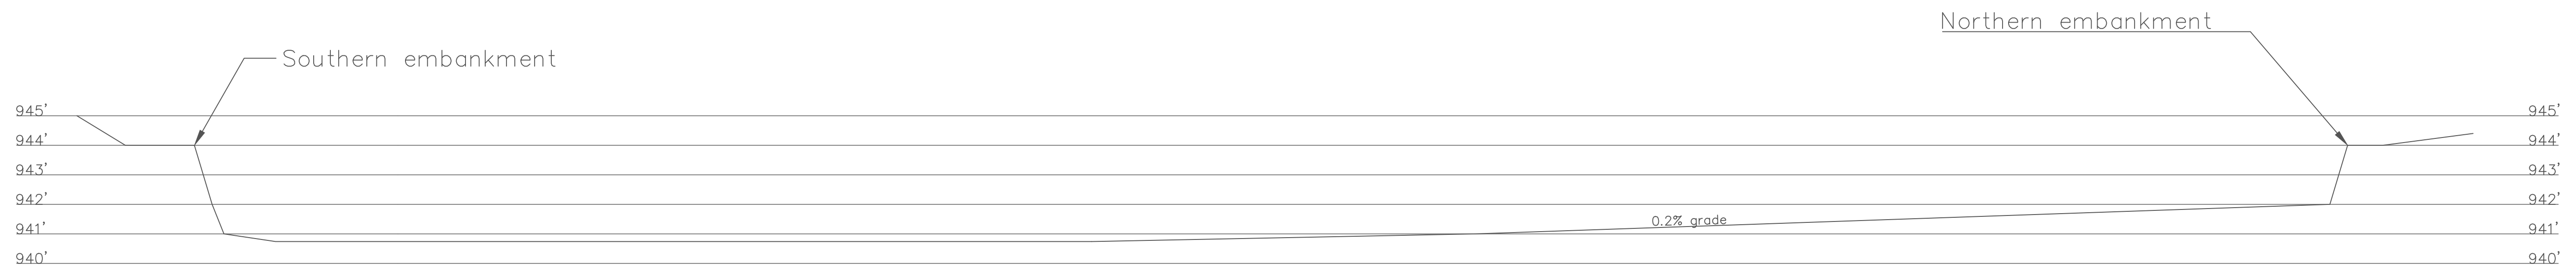 Northern embankment
Southern embankment
945' 945'
944' 944'
943' 943'
942' 942'
0.2% grade
941' 941'
940' 940'